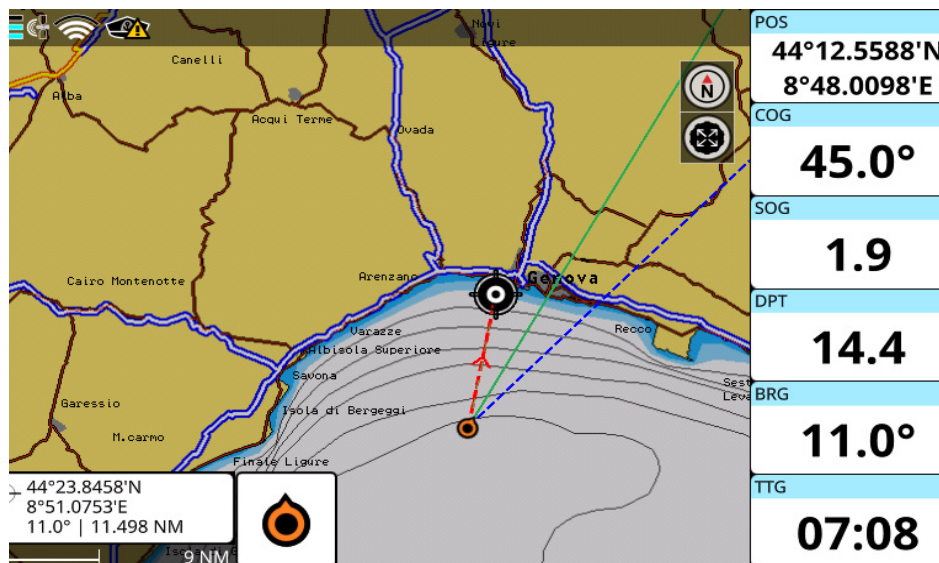 Novi
Ligure
Canelli
Alba
Acqui Terme
Ovada
N
Cairo Montenotte
Arenzano
Genova
Varazze
Recco
Albisola Superiore
Savona
Garessio
Isola di Bergeggi
M.carmo
Finale Ligure
44°23.8458'N
8°51.0753'E
11.0° | 11.498 NM
9 NM
POS
44°12.5588'N
8°48.0098'E
COG
45.0°
SOG
1.9
DPT
14.4
BRG
11.0°
TTG
07:08